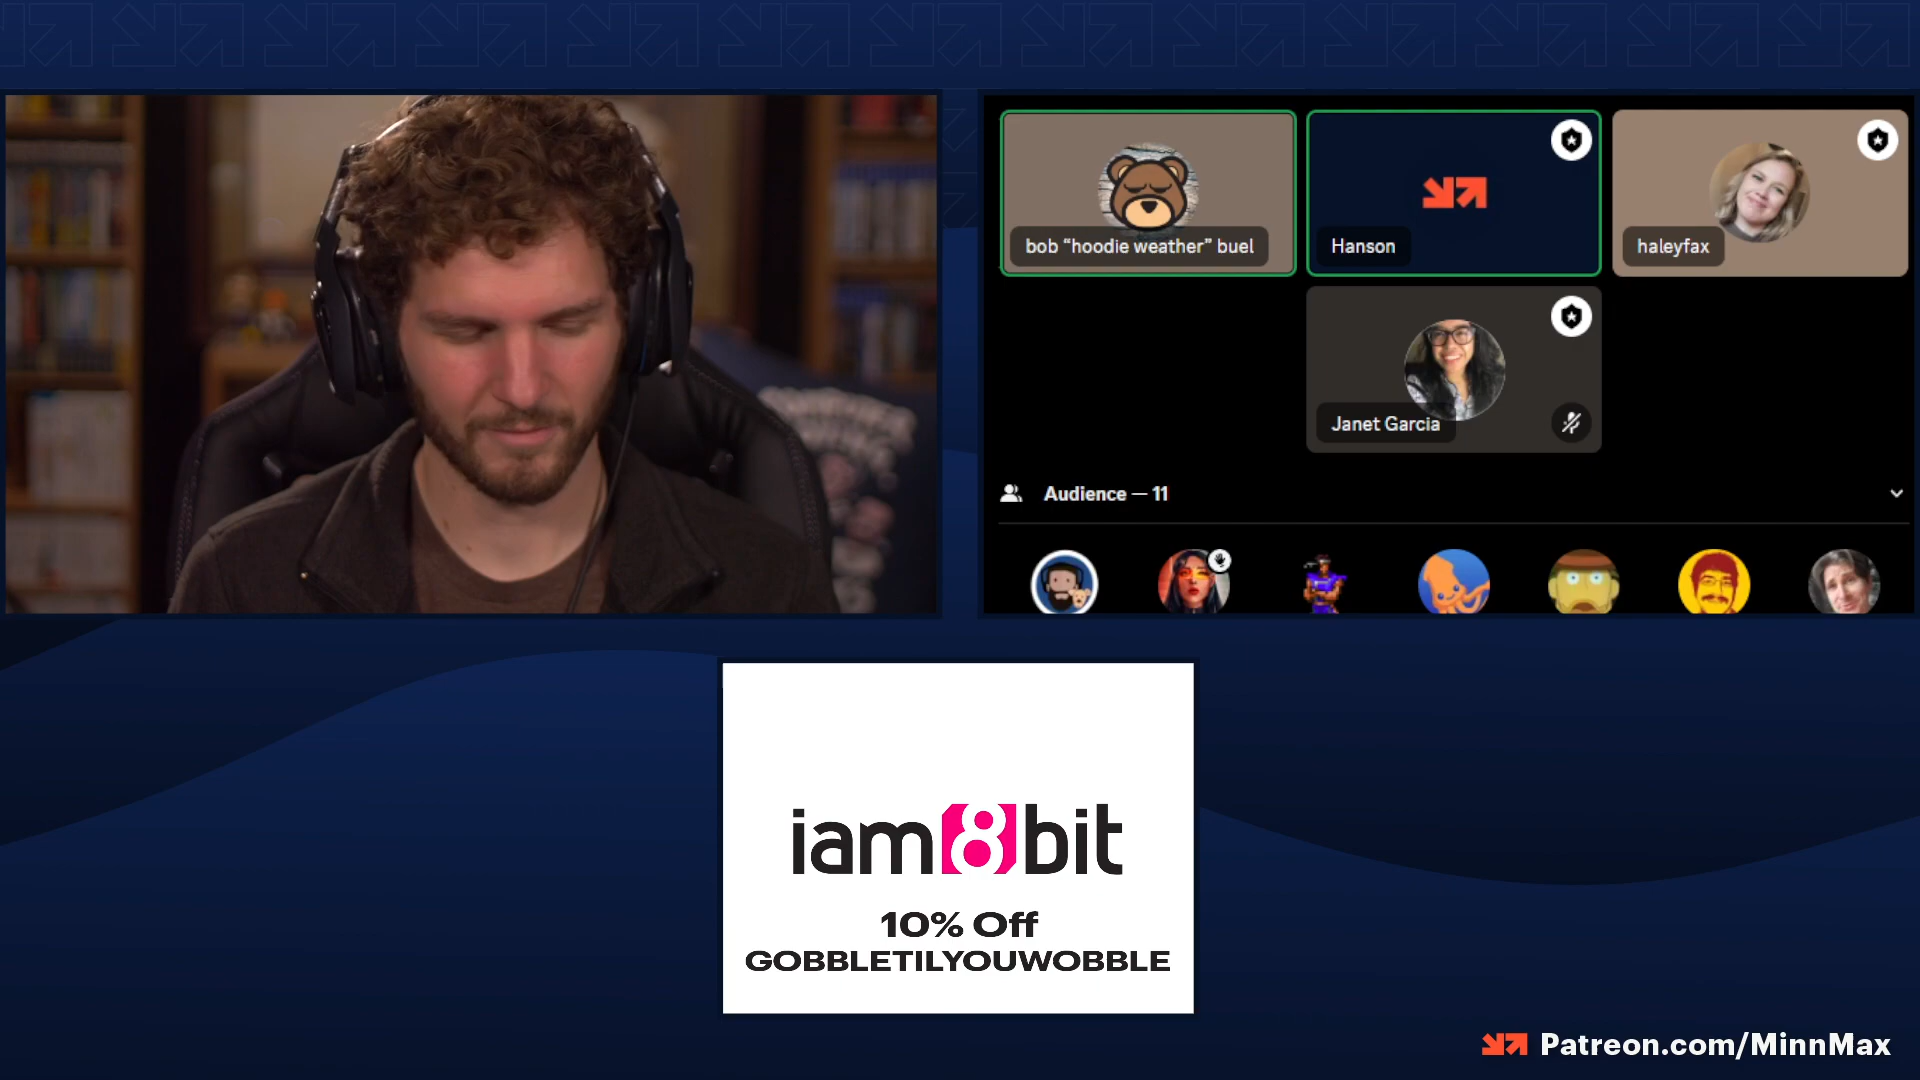 bob “hoodie weather” buel
Hanson
haleyfax
Janet Garcia
Audience — 11
iam8bit
10% Off
GOBBLETILYOUWOBBLE
Patreon.com/MinnMax